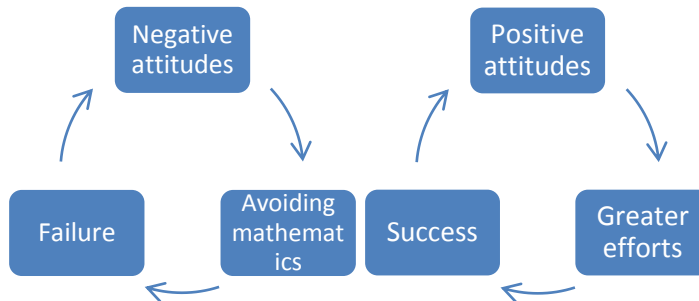 Negative
attitudes
Positive
attitudes
Failure
Avoiding
mathemat
ics
Success
Greater
efforts